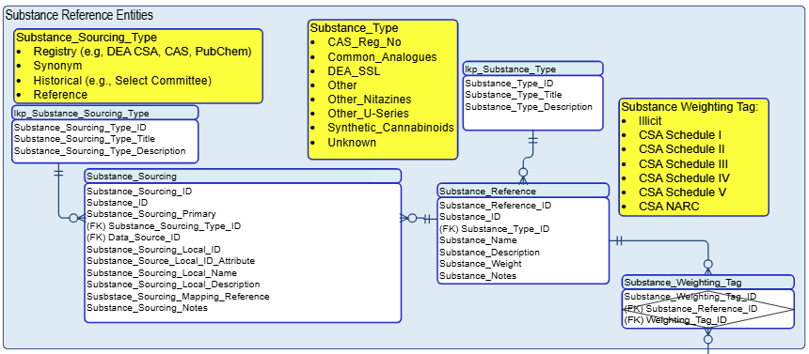 Substance Reference Entities
Substance_Sourcing_Type
• Registry (e.g, DEA CSA, CAS, PubChem)
• Synonym
• Historical (e.g., Select Committee)
• Reference
Substance_Type
• CAS_Reg_No
• Common_Analogues
• DEA_SSL
• Other
• Other_Nitazines
• Other_U-Series
• Synthetic_Cannabinoids
• Unknown
lkp_Substance_Type
Substance_Type_ID
Substance_Type_Title
Substance_Type_Description
Substance Weighting Tag:
• Illicit
• CSA Schedule I
• CSA Schedule II
• CSA Schedule III
• CSA Schedule IV
• CSA Schedule V
• CSA NARC
lkp_Substance_Sourcing_Type
Substance_Sourcing_Type_ID
Substance_Sourcing_Type_Title
Substance_Sourcing_Type_Description
Substance_Sourcing
Substance_Sourcing_ID
Substance_ID
Substance_Sourcing_Primary
(FK) Substance_Sourcing_Type_ID
(FK) Data_Source_ID
Substance_Sourcing_Local_ID
Substance_Source_Local_ID_Attribute
Substance_Sourcing_Local_Name
Substance_Sourcing_Local_Description
Subsbtace_Sourcing_Mapping_Reference
Substance_Sourcing_Notes
Substance_Reference
Substance_Reference_ID
Substance_ID
(FK) Substance_Type_ID
Substance_Name
Substance_Description
Substance_Weight
Substance_Notes
Substance_Weighting_Tag
Substance_Weighting_Tag_ID
(FK) Substance_Reference_ID
(FK) Weighting_Tag_ID